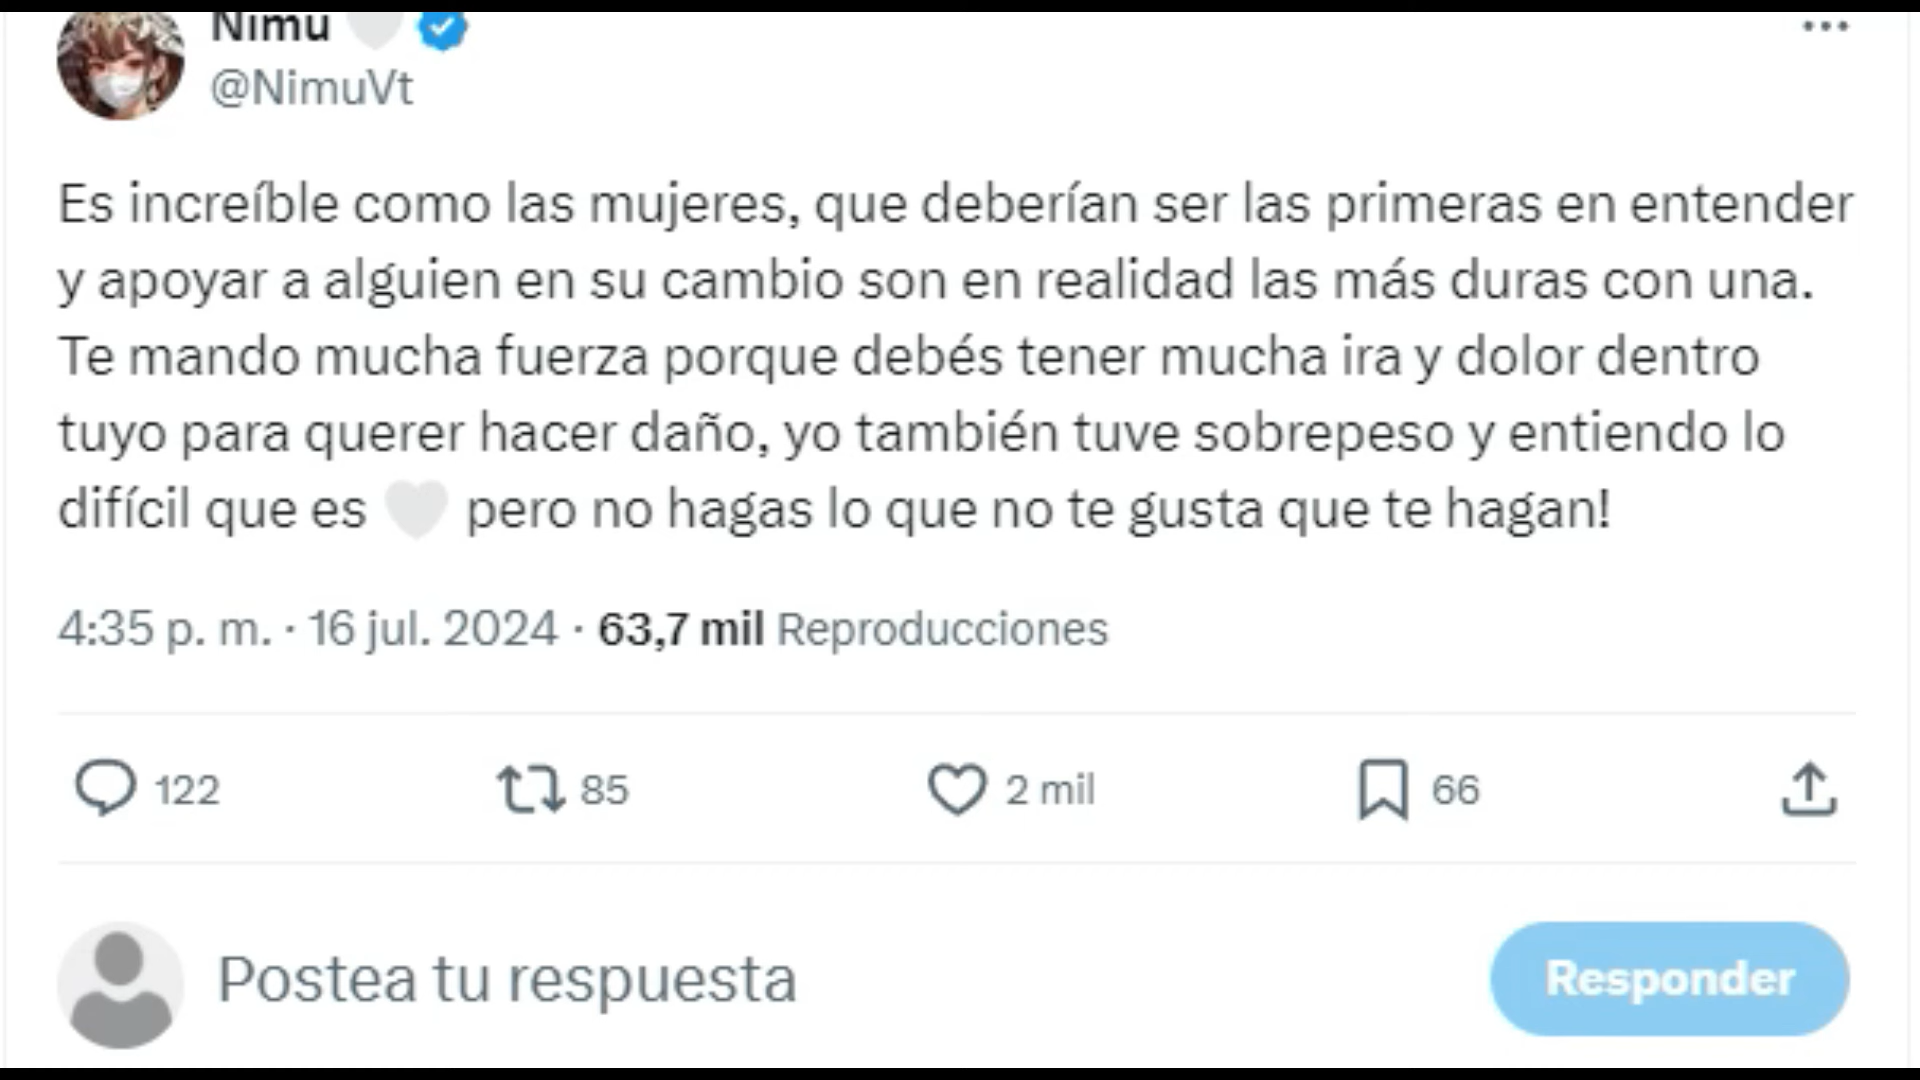 Nimu
@NimuVt
Es increíble como las mujeres, que deberían ser las primeras en entender
y apoyar a alguien en su cambio son en realidad las más duras con una.
Te mando mucha fuerza porque debés tener mucha ira y dolor dentro
tuyo para querer hacer daño, yo también tuve sobrepeso y entiendo lo
difícil que es 🤍 pero no hagas lo que no te gusta que te hagan!
4:35 p. m. · 16 jul. 2024 · 63,7 mil Reproducciones
122 85 2 mil 66
Postea tu respuesta
Responder